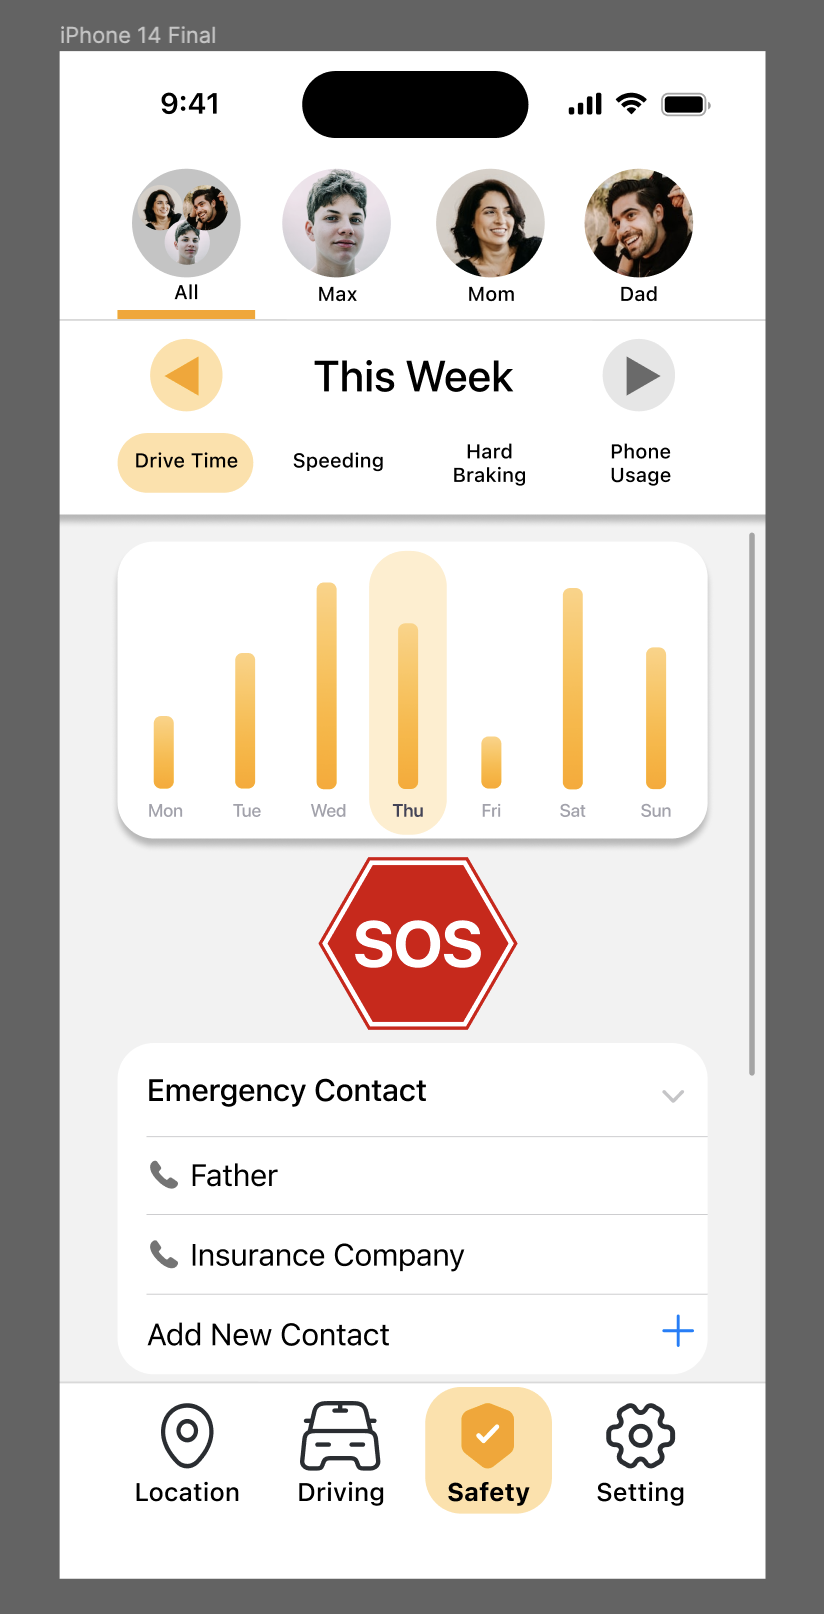 iPhone 14 Final
9:41
All
Max
Mom
Dad
This Week
Drive Time
Speeding
Hard
Braking
Phone
Usage
Mon
Tue
Wed
Thu
Fri
Sat
Sun
SOS
Emergency Contact
Father
Insurance Company
Add New Contact
Location
Driving
Safety
Setting